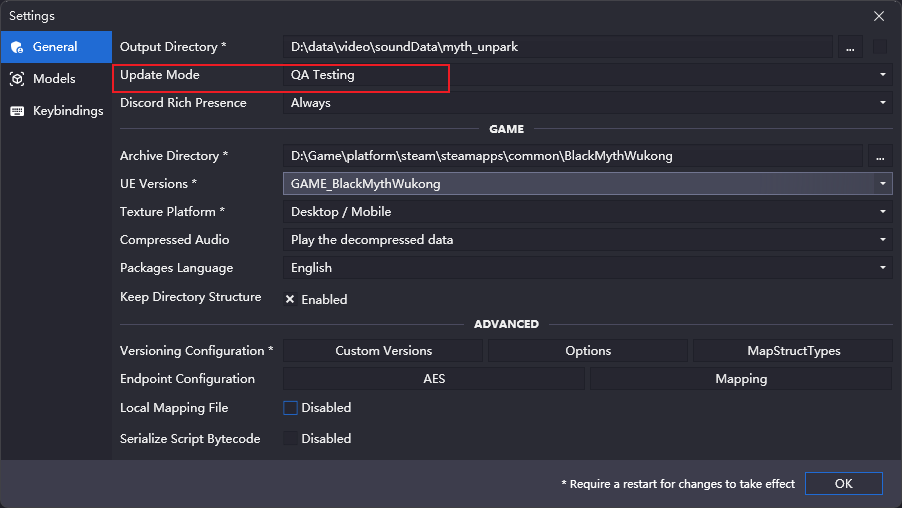 Settings
General
Models
Keybindings
Output Directory * D:\data\video\soundData\myth_unpark ...
Update Mode QA Testing
Discord Rich Presence Always
GAME
Archive Directory * D:\Game\platform\steam\steamapps\common\BlackMythWukong ...
UE Versions * GAME_BlackMythWukong
Texture Platform * Desktop / Mobile
Compressed Audio Play the decompressed data
Packages Language English
Keep Directory Structure Enabled
ADVANCED
Versioning Configuration * Custom Versions Options MapStructTypes
Endpoint Configuration AES Mapping
Local Mapping File Disabled
Serialize Script Bytecode Disabled
* Require a restart for changes to take effect OK